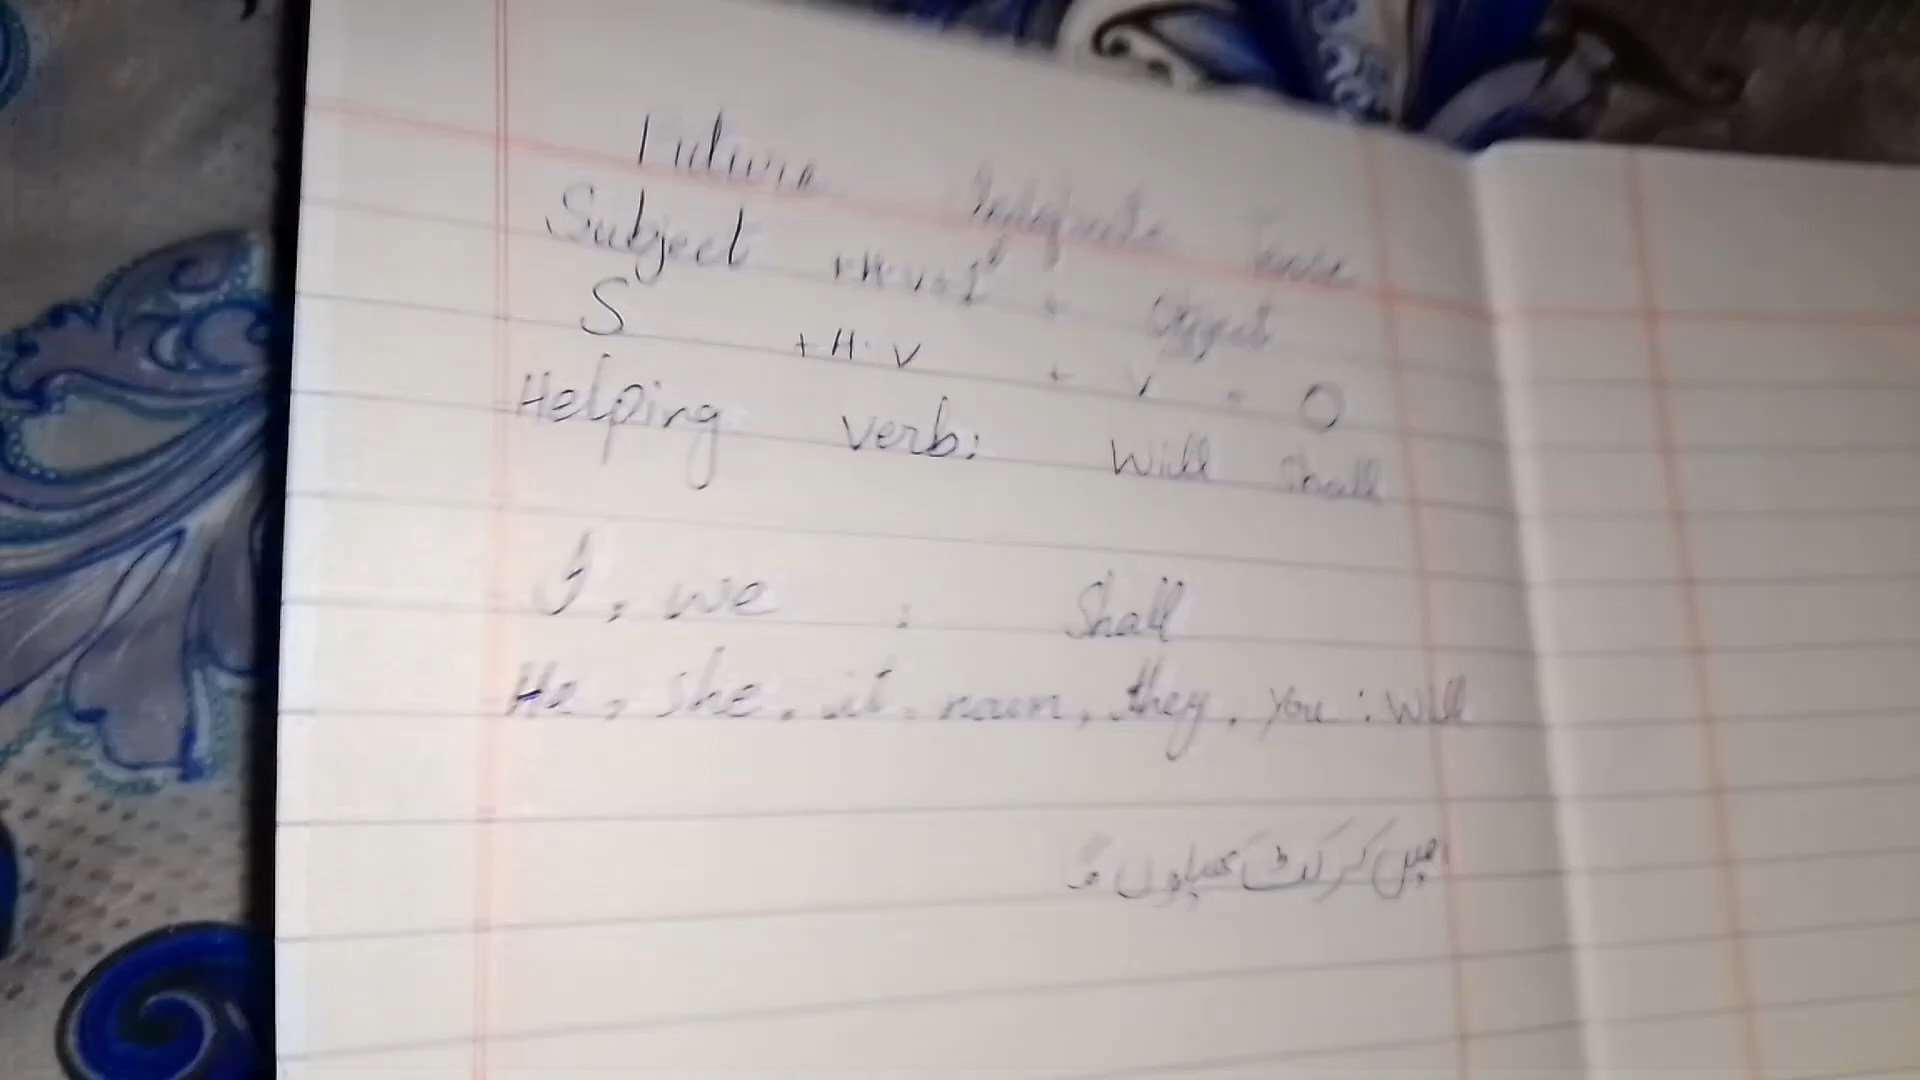 Future Indefinite Tense
Subject +H.v+1st + Object
S +H.V + V + O
Helping verb: Will Shall
I, we : Shall
He, she, it, noun, they, you : Will
میں کرکٹ کھیلوں گا